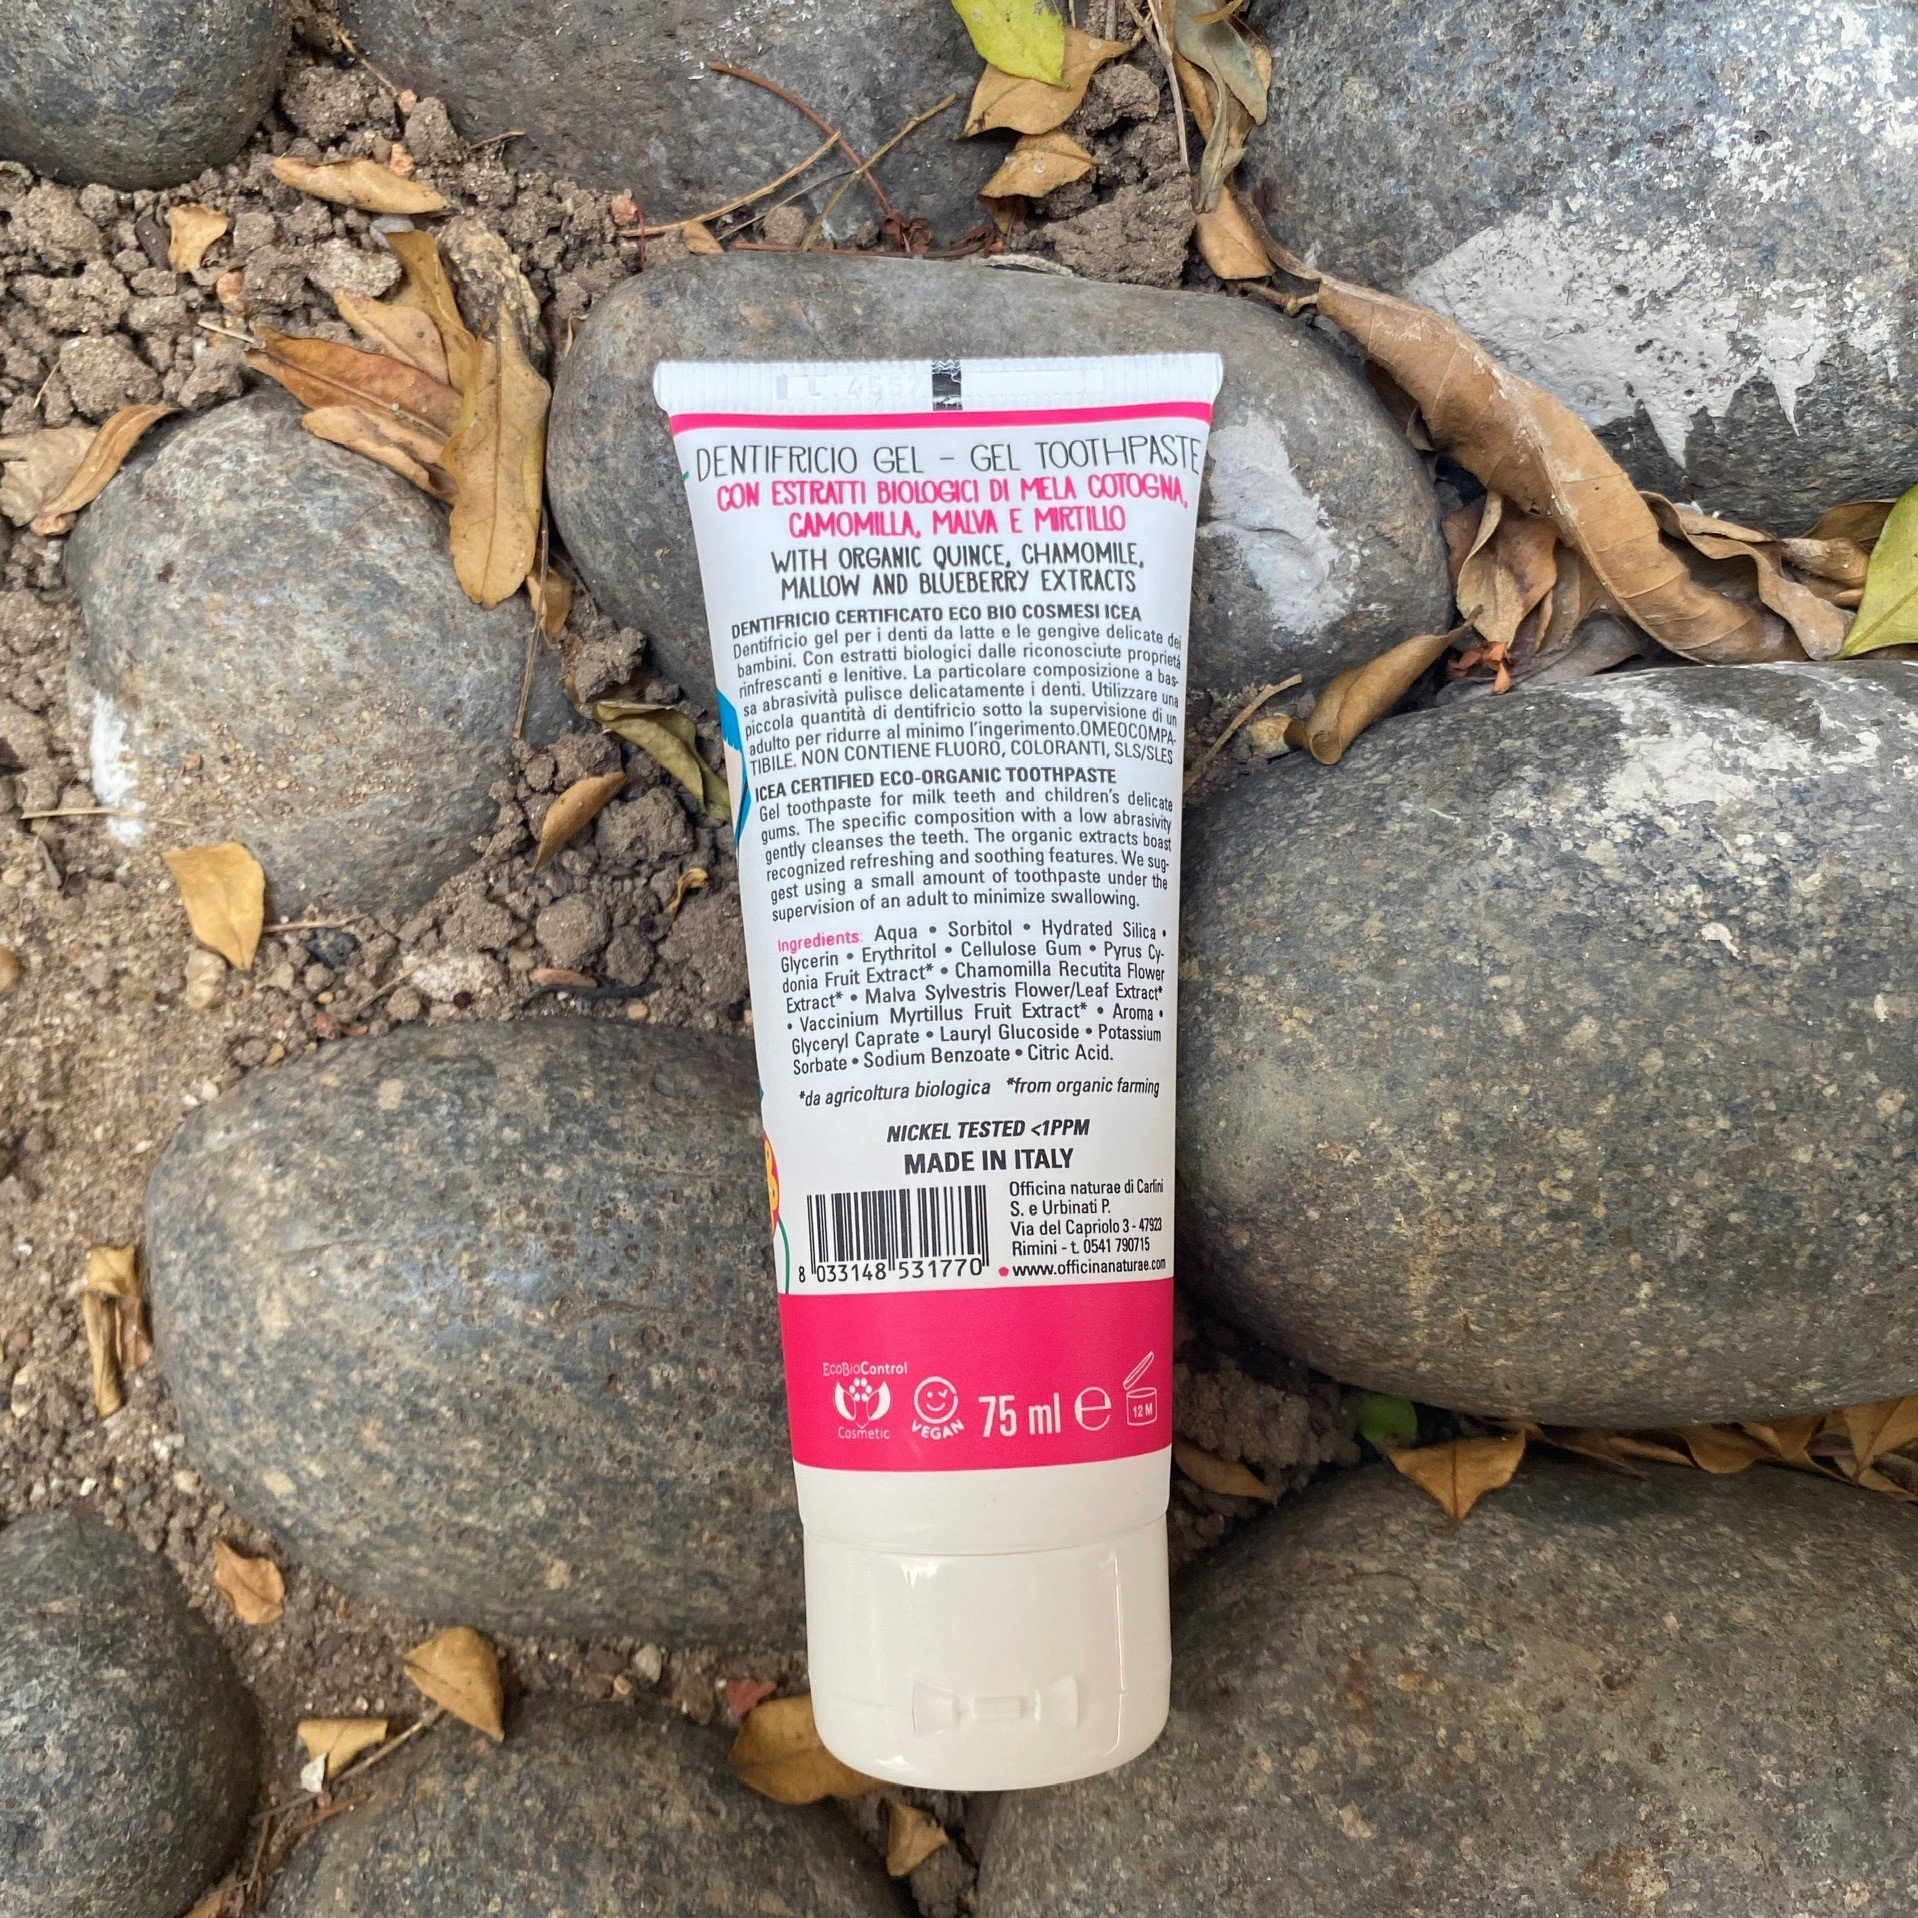 L. 4557
DENTIFRICIO GEL - GEL TOOTHPASTE
CON ESTRATTI BIOLOGICI DI MELA COTOGNA,
CAMOMILLA, MALVA E MIRTILLO
WITH ORGANIC QUINCE, CHAMOMILE,
MALLOW AND BLUEBERRY EXTRACTS
DENTIFRICIO CERTIFICATO ECO BIO COSMESI ICEA
Dentifricio gel per i denti da latte e le gengive delicate dei
bambini. Con estratti biologici dalle riconosciute proprietà
rinfrescanti e lenitive. La particolare composizione a bas-
sa abrasività pulisce delicatamente i denti. Utilizzare una
piccola quantità di dentifricio sotto la supervisione di un
adulto per ridurre al minimo l'ingerimento.OMEOCOMPA-
TIBILE. NON CONTIENE FLUORO, COLORANTI, SLS/SLES
ICEA CERTIFIED ECO-ORGANIC TOOTHPASTE
Gel toothpaste for milk teeth and children's delicate
gums. The specific composition with a low abrasivity
gently cleanses the teeth. The organic extracts boast
recognized refreshing and soothing features. We sug-
gest using a small amount of toothpaste under the
supervision of an adult to minimize swallowing.
Ingredients: Aqua • Sorbitol • Hydrated Silica •
Glycerin • Erythritol • Cellulose Gum • Pyrus Cy-
donia Fruit Extract* • Chamomilla Recutita Flower
Extract* • Malva Sylvestris Flower/Leaf Extract*
• Vaccinium Myrtillus Fruit Extract* • Aroma •
Glyceryl Caprate • Lauryl Glucoside • Potassium
Sorbate • Sodium Benzoate • Citric Acid.
*da agricoltura biologica *from organic farming
NICKEL TESTED <1PPM
MADE IN ITALY
Officina naturae di Carlini
S. e Urbinati P.
Via del Capriolo 3 - 47923
Rimini - t. 0541 790715
www.officinanaturae.com
8 033148 531770
EcoBioControl
Cosmetic
VEGAN
75 ml e
12 M